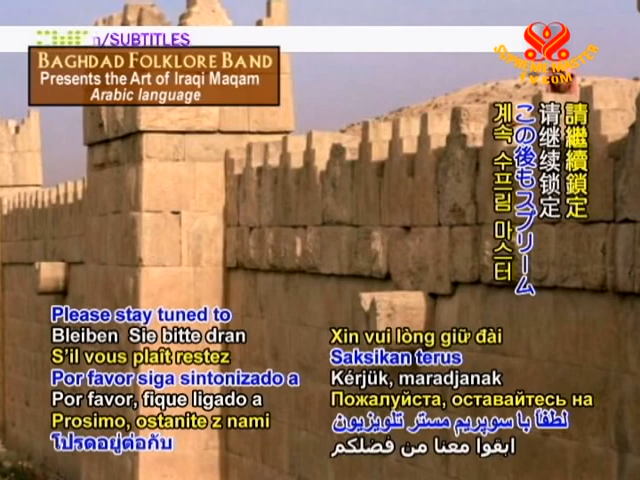 n/SUBTITLES
BAGHDAD FOLKLORE BAND
Presents the Art of Iraqi Maqam
Arabic language
SUPREME MASTER
TV.COM
請繼續鎖定
请继续锁定
この後もスプリーム
계속 수프림 마스터
Please stay tuned to
Bleiben Sie bitte dran
S'il vous plaît restez
Por favor siga sintonizado a
Por favor, fique ligado a
Prosimo, ostanite z nami
โปรดอยู่ต่อกับ
Xin vui lòng giữ đài
Saksikan terus
Kérjük, maradjanak
Пожалуйста, оставайтесь на
لطفاً با سوپریم مستر تلویزیون
ابقوا معنا من فضلكم